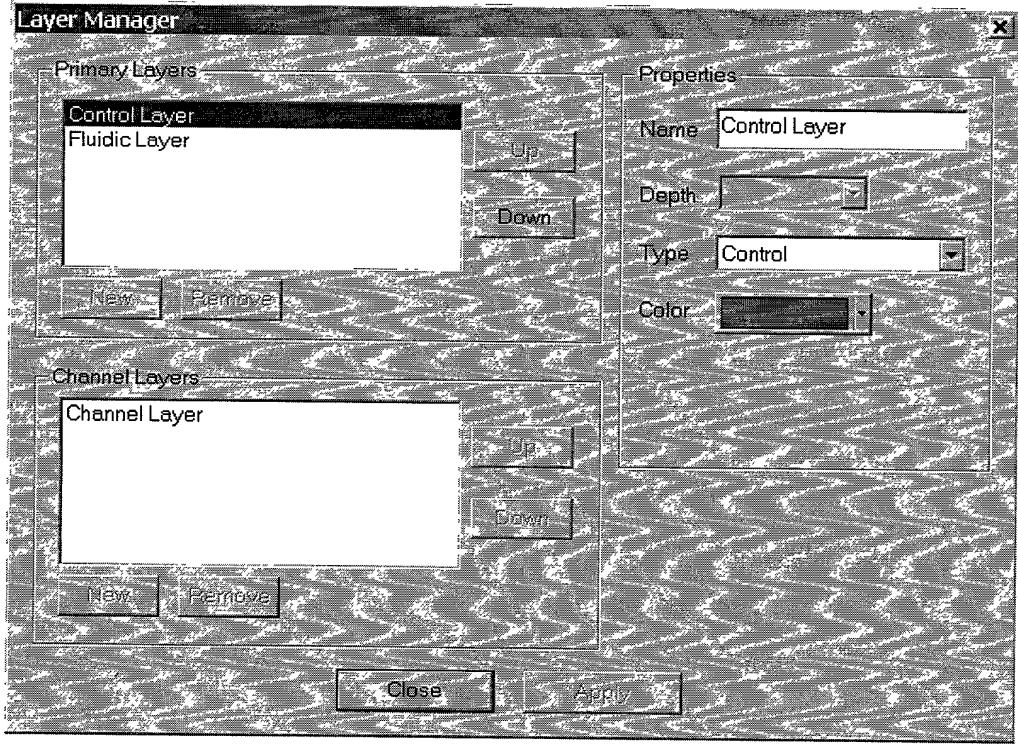 Layer Manager
Primary Layers
Control Layer
Fluidic Layer
Up
Down
New
Remove
Channel Layers
Channel Layer
Up
Down
New
Remove
Properties
Name
Control Layer
Depth
Type
Control
Color
Close
Apply